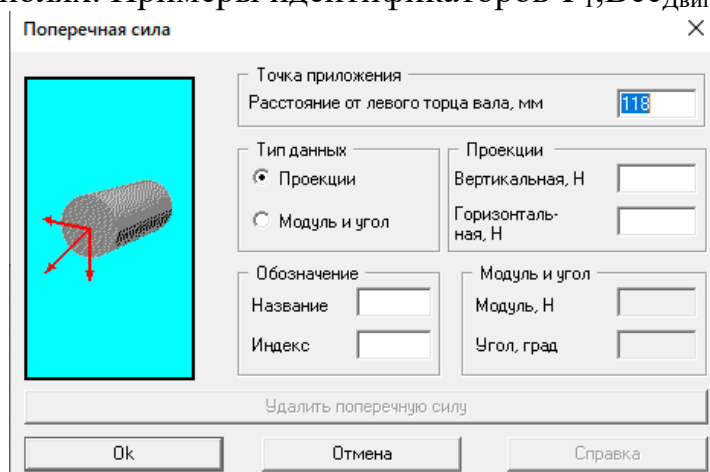 Поперечная сила
Точка приложения
Расстояние от левого торца вала, мм 118
Тип данных
Проекции
Модуль и угол
Проекции
Вертикальная, Н
Горизонталь-
ная, Н
Обозначение
Название
Индекс
Модуль и угол
Модуль, Н
Угол, град
Удалить поперечную силу
Ok Отмена Справка